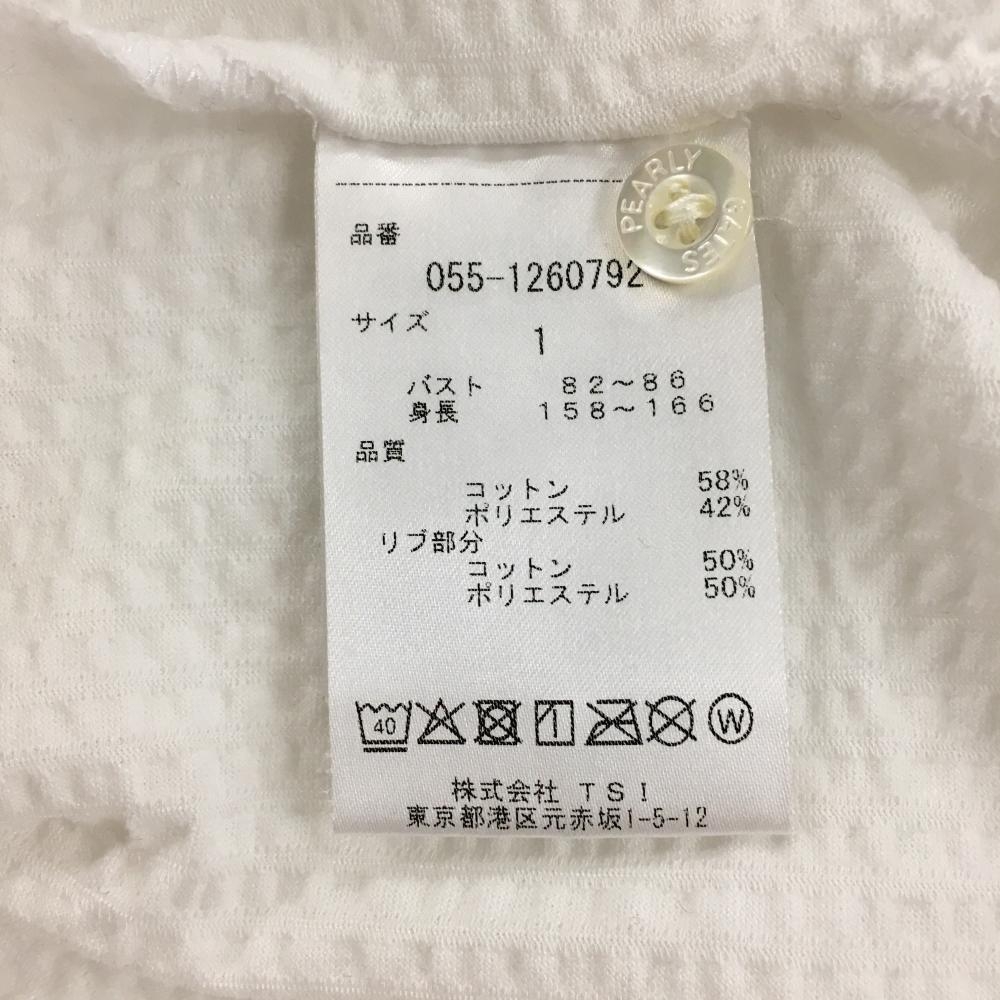 PEARLY
GATES
品番
055-1260792
サイズ
1
バスト 82～86
身長 158～166
品質
コットン 58%
ポリエステル 42%
リブ部分
コットン 50%
ポリエステル 50%
40
W
株式会社 TSI
東京都港区元赤坂1-5-12